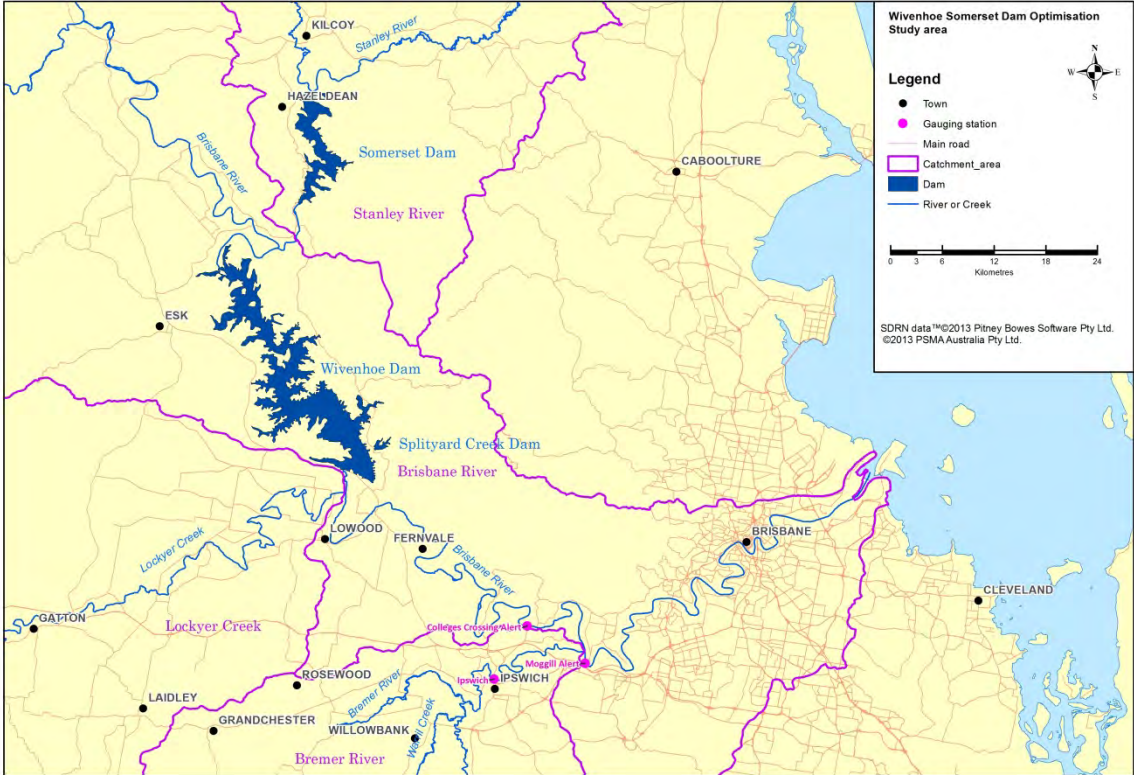 Wivenhoe Somerset Dam Optimisation
Study area
N
W
E
S
Legend
Town
Gauging station
Main road
Catchment_area
Dam
River or Creek
0 3 6 12 18 24
Kilometres
SDRN data™©2013 Pitney Bowes Software Pty Ltd.
©2013 PSMA Australia Pty Ltd.
KILCOY
Stanley River
HAZELDEAN
Brisbane River
Somerset Dam
CABOOLTURE
Stanley River
ESK
Wivenhoe Dam
Splityard Creek Dam
Brisbane River
LOWOOD
FERNVALE
BRISBANE
Lockyer Creek
Brisbane River
CLEVELAND
GATTON
Lockyer Creek
Colleges Crossing Alert
Moggill Alert
ROSEWOOD
Ipswich
IPSWICH
Bremer River
LAIDLEY
GRANDCHESTER
WILLOWBANK
Bremer River